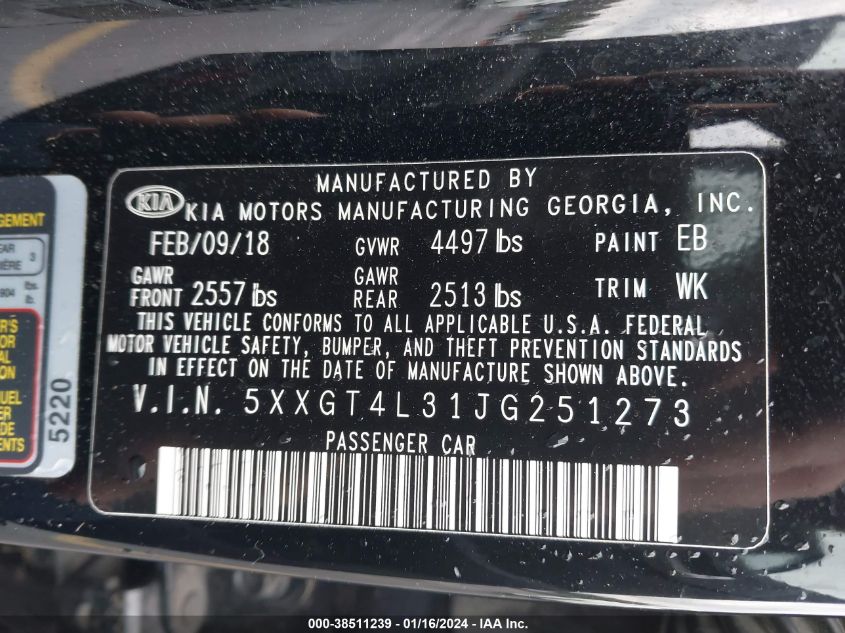 MANUFACTURED BY
KIA KIA MOTORS MANUFACTURING GEORGIA, INC.
FEB/09/18 GVWR 4497 lbs PAINT EB
GAWR FRONT 2557 lbs GAWR REAR 2513 lbs TRIM WK
THIS VEHICLE CONFORMS TO ALL APPLICABLE U.S.A. FEDERAL
MOTOR VEHICLE SAFETY, BUMPER, AND THEFT PREVENTION STANDARDS
IN EFFECT ON THE DATE OF MANUFACTURE SHOWN ABOVE.
V.I.N. 5XXGT4L31JG251273
PASSENGER CAR
5220
000-38511239 - 01/16/2024 - IAAI.com